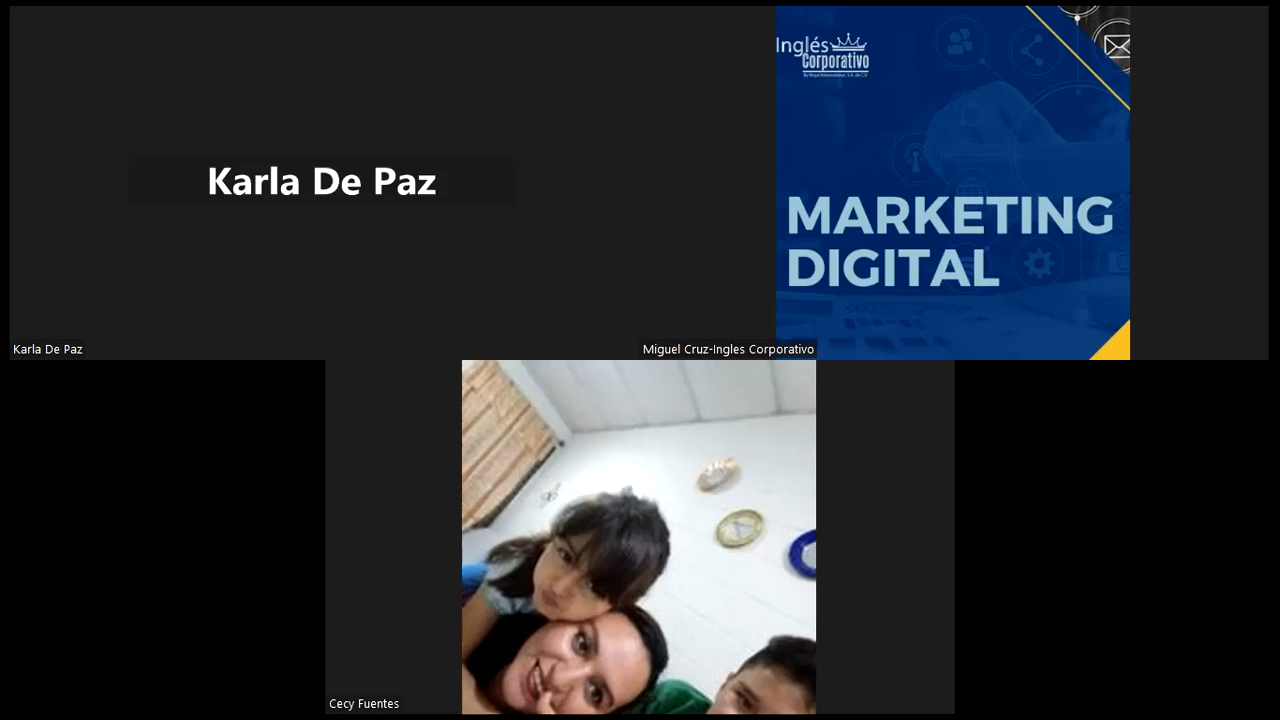 Karla De Paz
Karla De Paz
Inglés
Corporativo
MARKETING
DIGITAL
Miguel Cruz-Ingles Corporativo
Cecy Fuentes